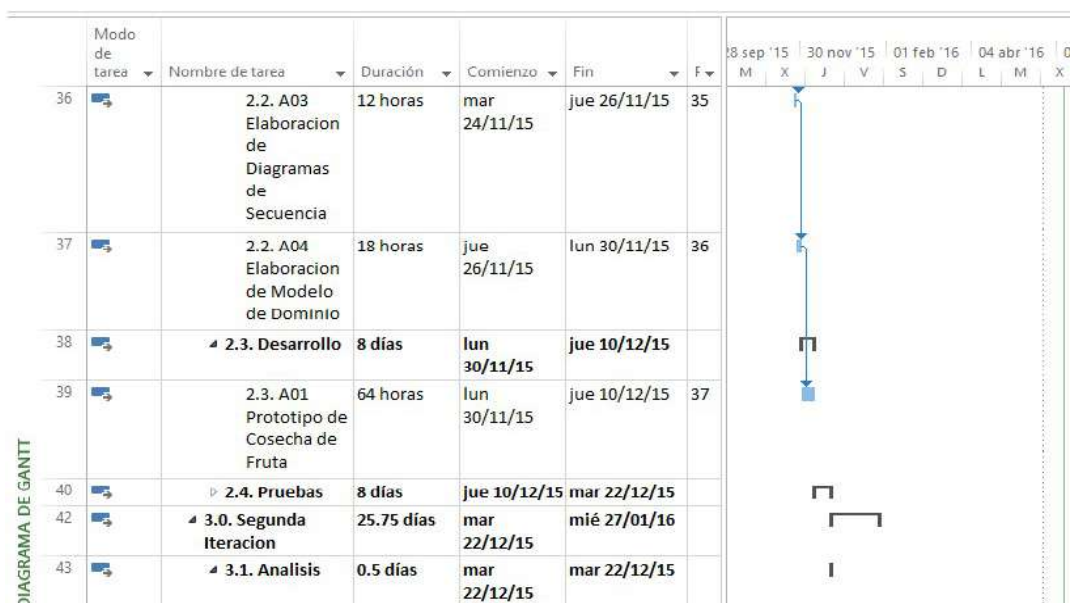 Modo
de
tarea
Nombre de tarea
Duración
Comienzo
Fin
28 sep '15
30 nov '15
01 feb '16
04 abr '16
M X J V S D L M X
36
2.2. A03
Elaboracion
de
Diagramas
de
Secuencia
12 horas
mar
24/11/15
jue 26/11/15
35
37
2.2. A04
Elaboracion
de Modelo
de Dominio
18 horas
jue
26/11/15
lun 30/11/15
36
38
2.3. Desarrollo
8 días
lun
30/11/15
jue 10/12/15
39
2.3. A01
Prototipo de
Cosecha de
Fruta
64 horas
lun
30/11/15
jue 10/12/15
37
40
2.4. Pruebas
8 días
jue 10/12/15
mar 22/12/15
42
3.0. Segunda
Iteracion
25.75 días
mar
22/12/15
mié 27/01/16
43
3.1. Analisis
0.5 días
mar
22/12/15
mar 22/12/15
DIAGRAMA DE GANTT